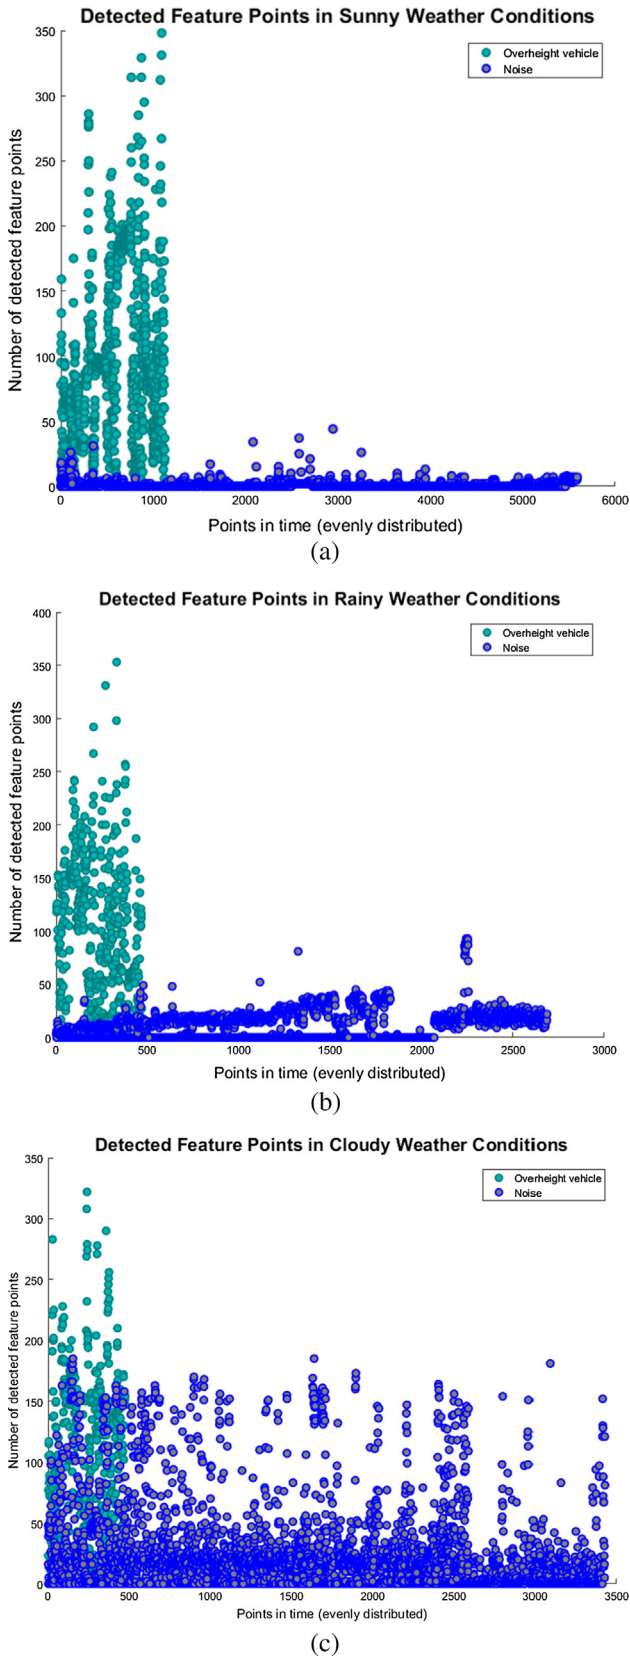 Detected Feature Points in Sunny Weather Conditions
350
300
250
200
150
100
50
0
Number of detected feature points
Overheight vehicle
Noise
0 1000 2000 3000 4000 5000 6000
Points in time (evenly distributed)
(a)
Detected Feature Points in Rainy Weather Conditions
400
350
300
250
200
150
100
50
0
Number of detected feature points
Overheight vehicle
Noise
0 500 1000 1500 2000 2500 3000
Points in time (evenly distributed)
(b)
Detected Feature Points in Cloudy Weather Conditions
350
300
250
200
150
100
50
0
Number of detected feature points
Overheight vehicle
Noise
0 500 1000 1500 2000 2500 3000 3500
Points in time (evenly distributed)
(c)